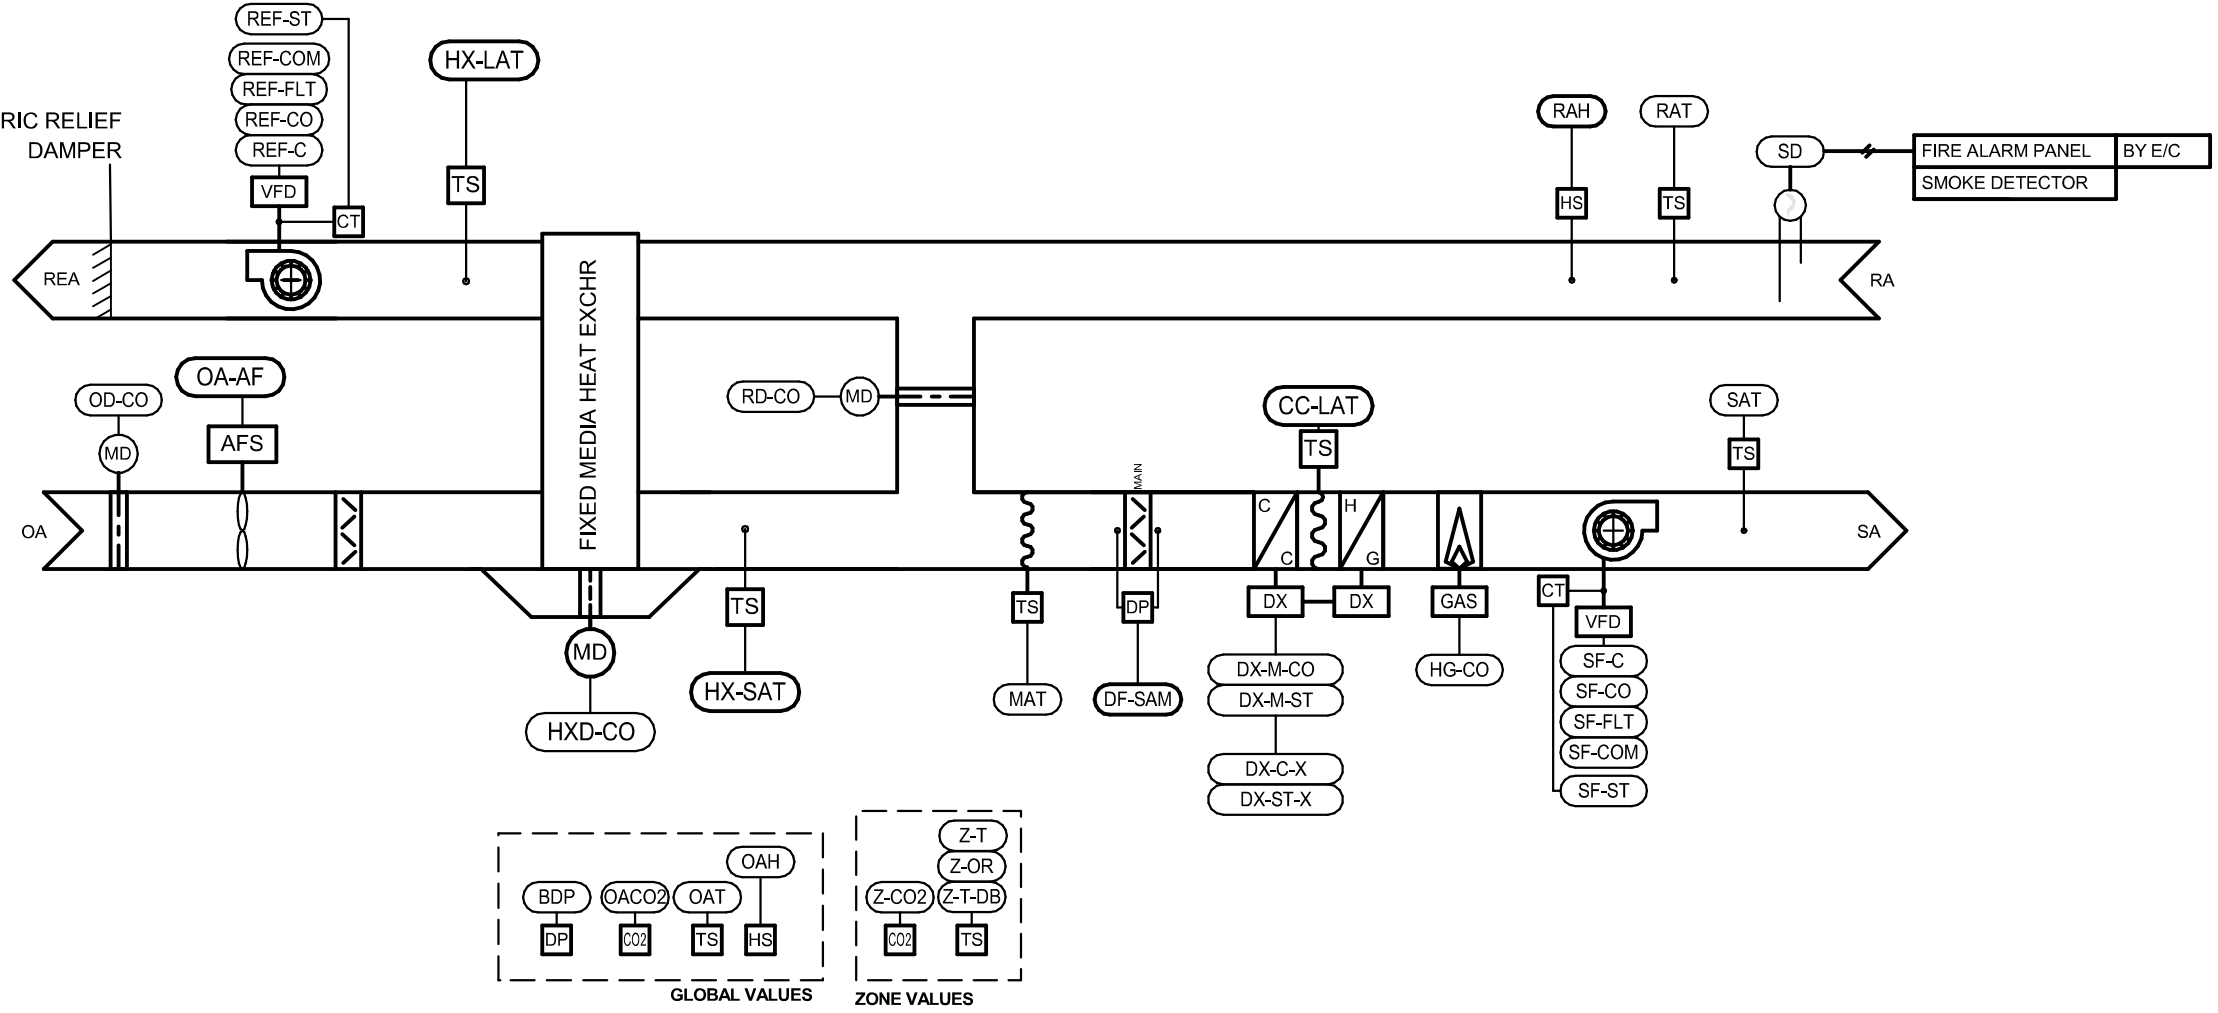 REF-ST
REF-COM
REF-FLT
REF-CO
REF-C
VFD
CT
HX-LAT
TS
RIC RELIEF
DAMPER
RAH
HS
RAT
TS
SD
FIRE ALARM PANEL
BY E/C
SMOKE DETECTOR
REA
RA
FIXED MEDIA HEAT EXCHR
OD-CO
MD
OA-AF
AFS
RD-CO
MD
CC-LAT
TS
SAT
TS
MAIN
OA
C
C
H
G
SA
MD
HXD-CO
TS
HX-SAT
TS
MAT
DP
DF-SAM
DX
DX
DX-M-CO
DX-M-ST
DX-C-X
DX-ST-X
GAS
HG-CO
CT
VFD
SF-C
SF-CO
SF-FLT
SF-COM
SF-ST
BDP
DP
OACO2
CO2
OAT
TS
OAH
HS
GLOBAL VALUES
Z-CO2
CO2
Z-T
Z-OR
Z-T-DB
TS
ZONE VALUES